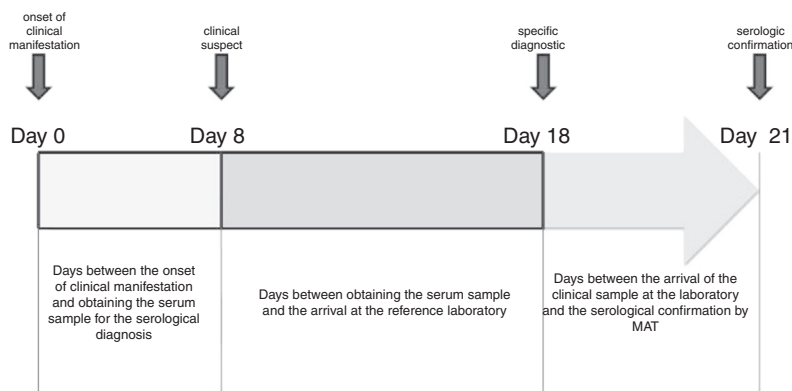 onset of
clinical
manifestation
clinical
suspect
specific
diagnostic
serologic
confirmation
Day 0
Day 8
Day 18
Day 21
Days between the onset
of clinical manifestation
and obtaining the serum
sample for the serological
diagnosis
Days between obtaining the serum sample
and the arrival at the reference laboratory
Days between the arrival of the
clinical sample at the laboratory
and the serological confirmation by
MAT